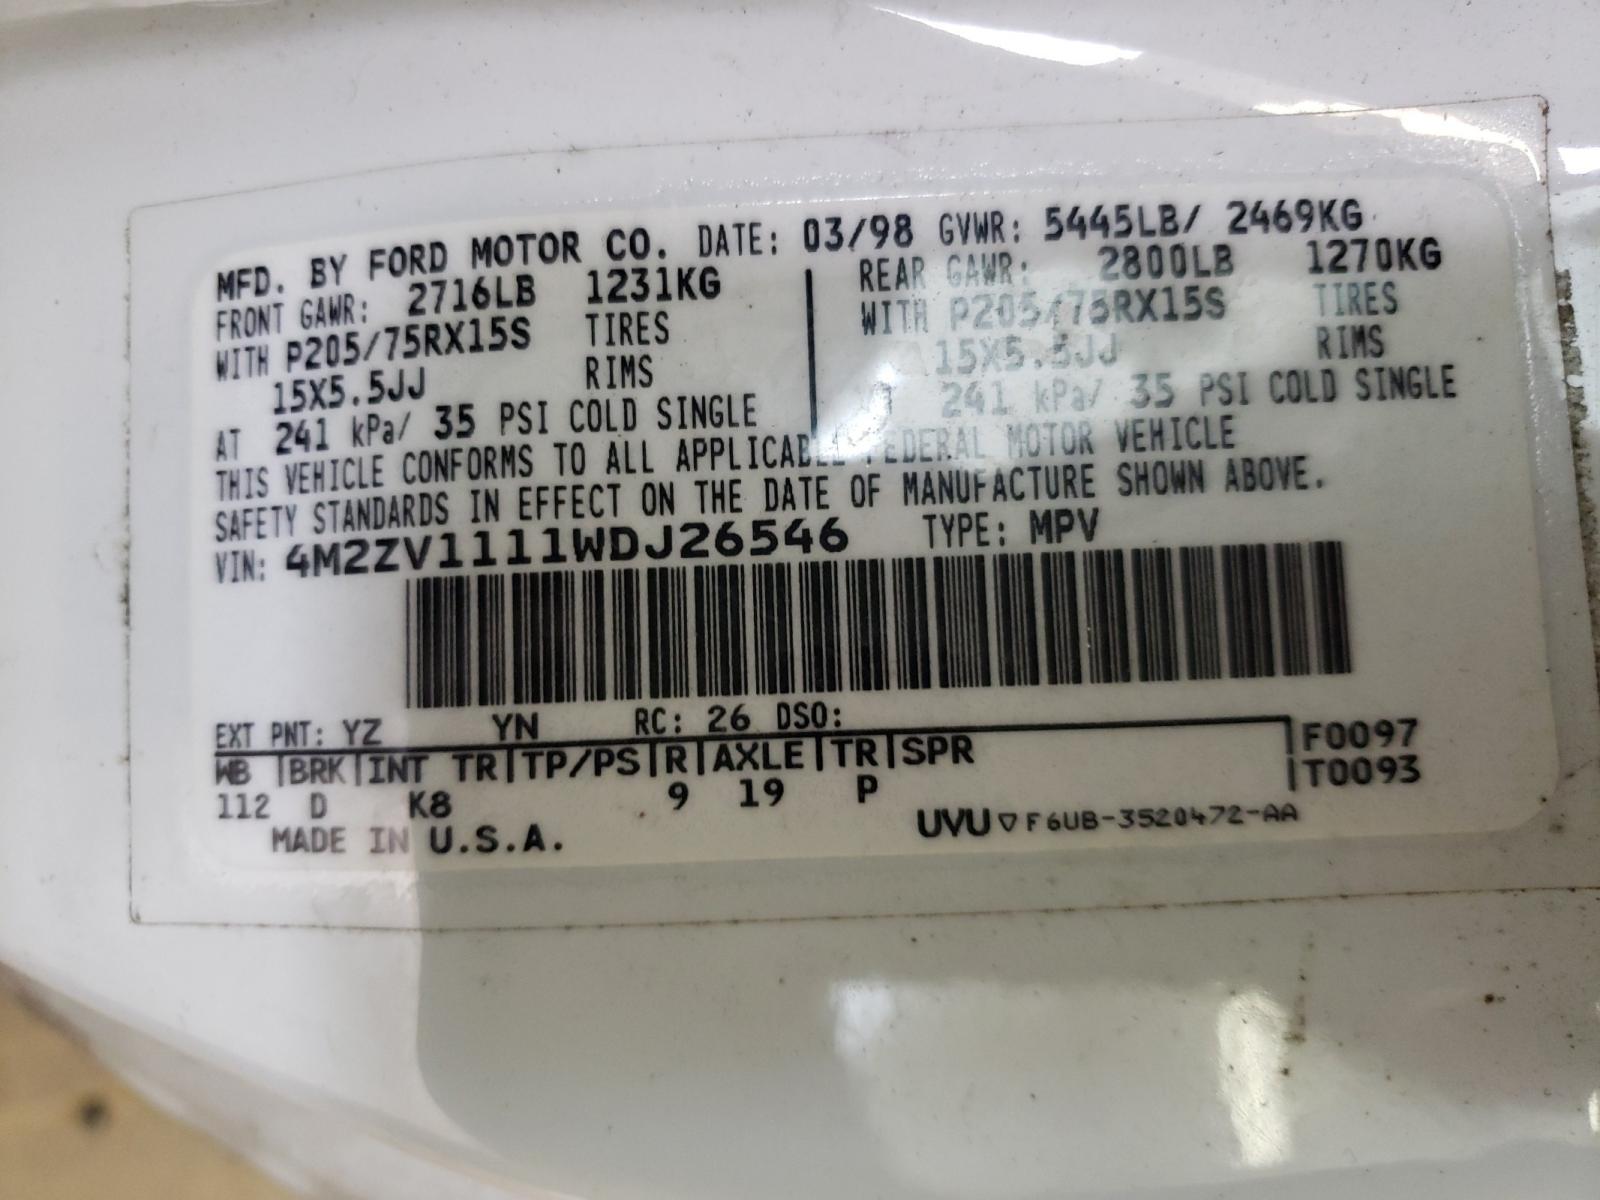 MFD. BY FORD MOTOR CO. DATE: 03/98 GVWR: 5445LB/ 2469KG
FRONT GAWR: 2716LB 1231KG REAR GAWR: 2800LB 1270KG
WITH P205/75RX15S TIRES WITH P205/75RX15S TIRES
15X5.5JJ RIMS 15X5.5JJ RIMS
AT 241 kPa/ 35 PSI COLD SINGLE AT 241 kPa/ 35 PSI COLD SINGLE
THIS VEHICLE CONFORMS TO ALL APPLICABLE FEDERAL MOTOR VEHICLE
SAFETY STANDARDS IN EFFECT ON THE DATE OF MANUFACTURE SHOWN ABOVE.
VIN: 4M2ZV1111WDJ26546 TYPE: MPV
EXT PNT: YZ YN RC: 26 DSO:
WB |BRK|INT TR|TP/PS|R|AXLE|TR|SPR |F0097
112 D K8 9 19 P |T0093
MADE IN U.S.A. UVU▽F6UB-3520472-AA